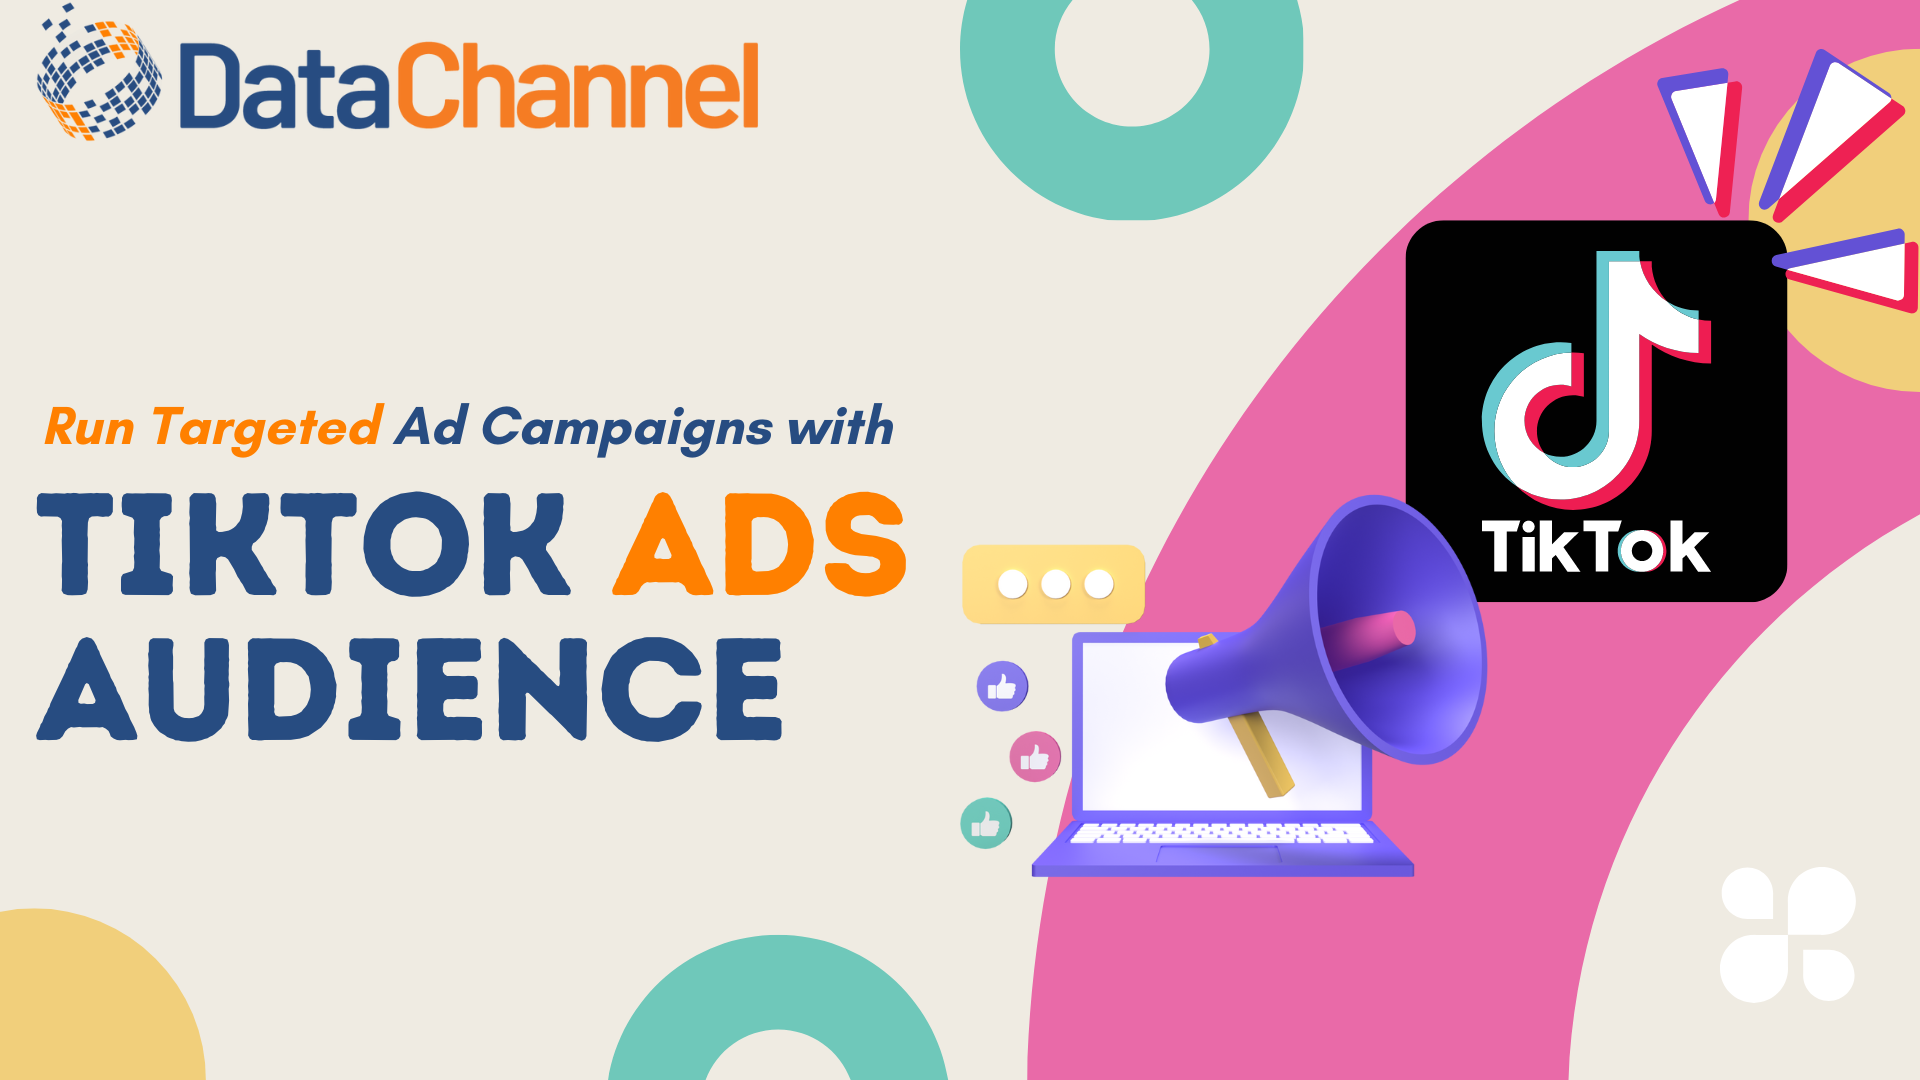 DataChannel
Run Targeted Ad Campaigns with
TIKTOK ADS
AUDIENCE
TikTok